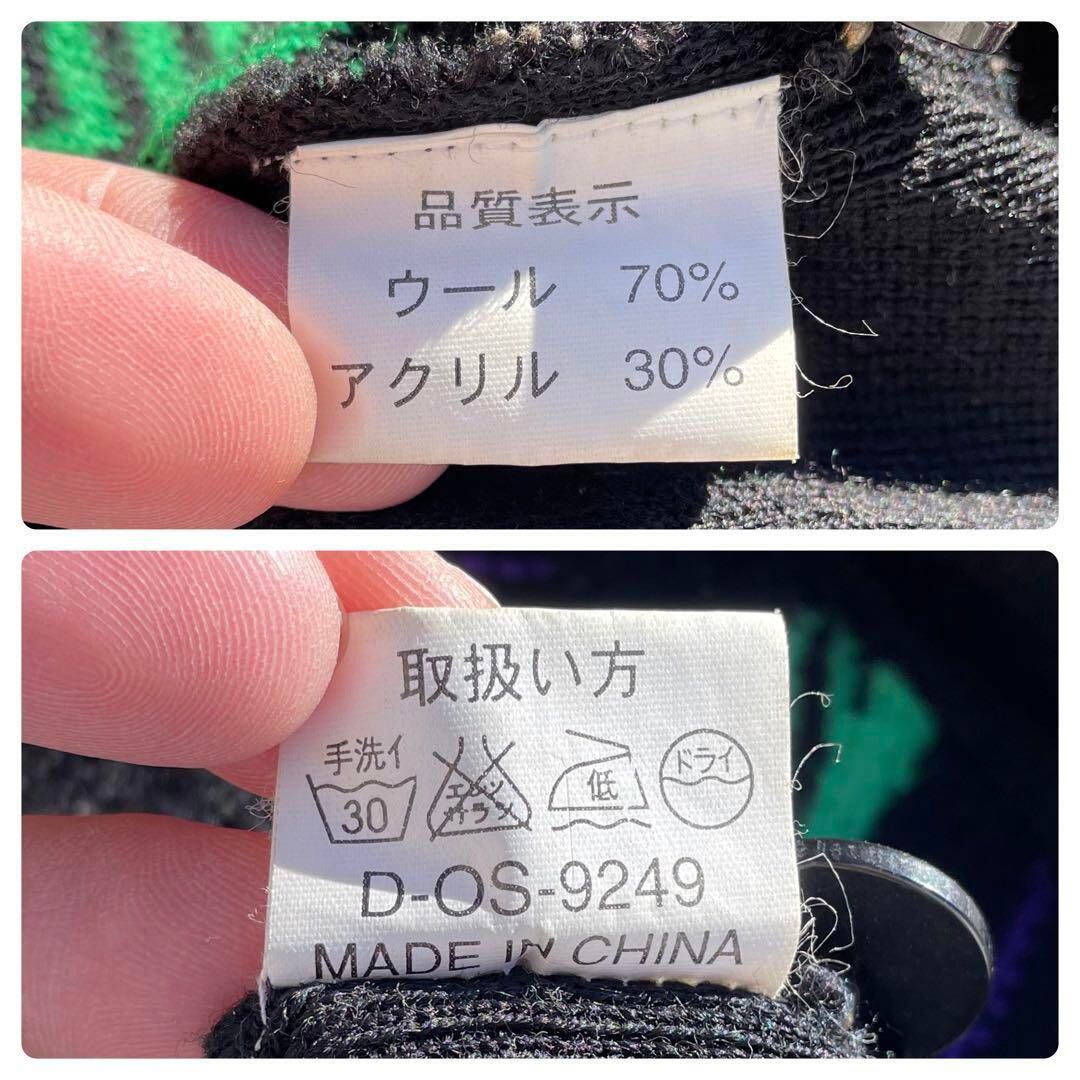 品質表示
ウール 70%
アクリル 30%
取扱い方
手洗イ
30
エンソ
サラシ
低
ドライ
D-OS-9249
MADE IN CHINA